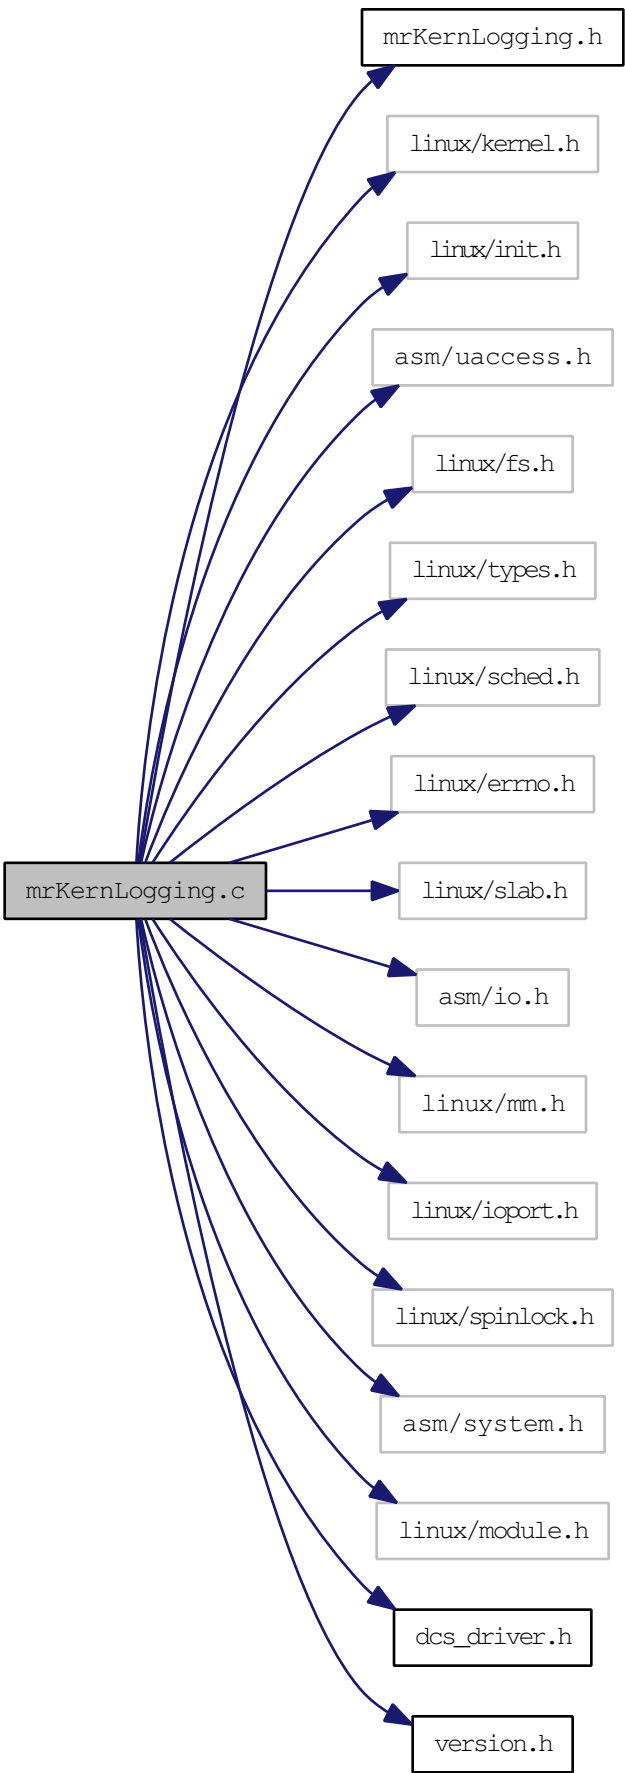 mrKernLogging.h
linux/kernel.h
linux/init.h
asm/uaccess.h
linux/fs.h
linux/types.h
linux/sched.h
linux/errno.h
mrKernLogging.c
linux/slab.h
asm/io.h
linux/mm.h
linux/ioport.h
linux/spinlock.h
asm/system.h
linux/module.h
dcs_driver.h
version.h